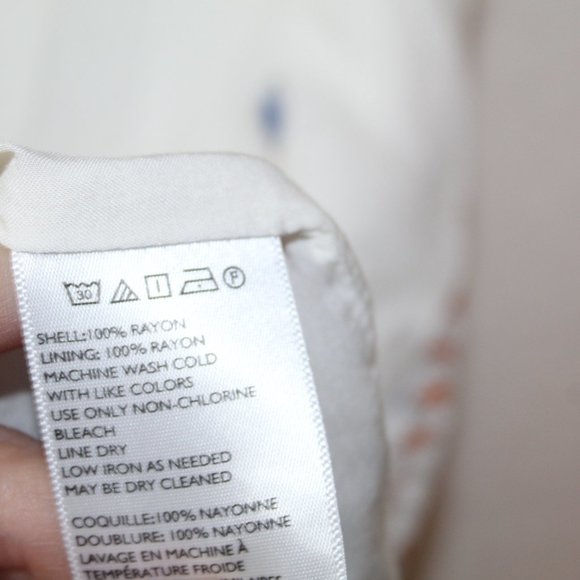 30 P
SHELL:100% RAYON
LINING: 100% RAYON
MACHINE WASH COLD
WITH LIKE COLORS
USE ONLY NON-CHLORINE
BLEACH
LINE DRY
LOW IRON AS NEEDED
MAY BE DRY CLEANED
COQUILLE:100% NAYONNE
DOUBLURE: 100% NAYONNE
LAVAGE EN MACHINE À
TEMPÉRATURE FROIDE